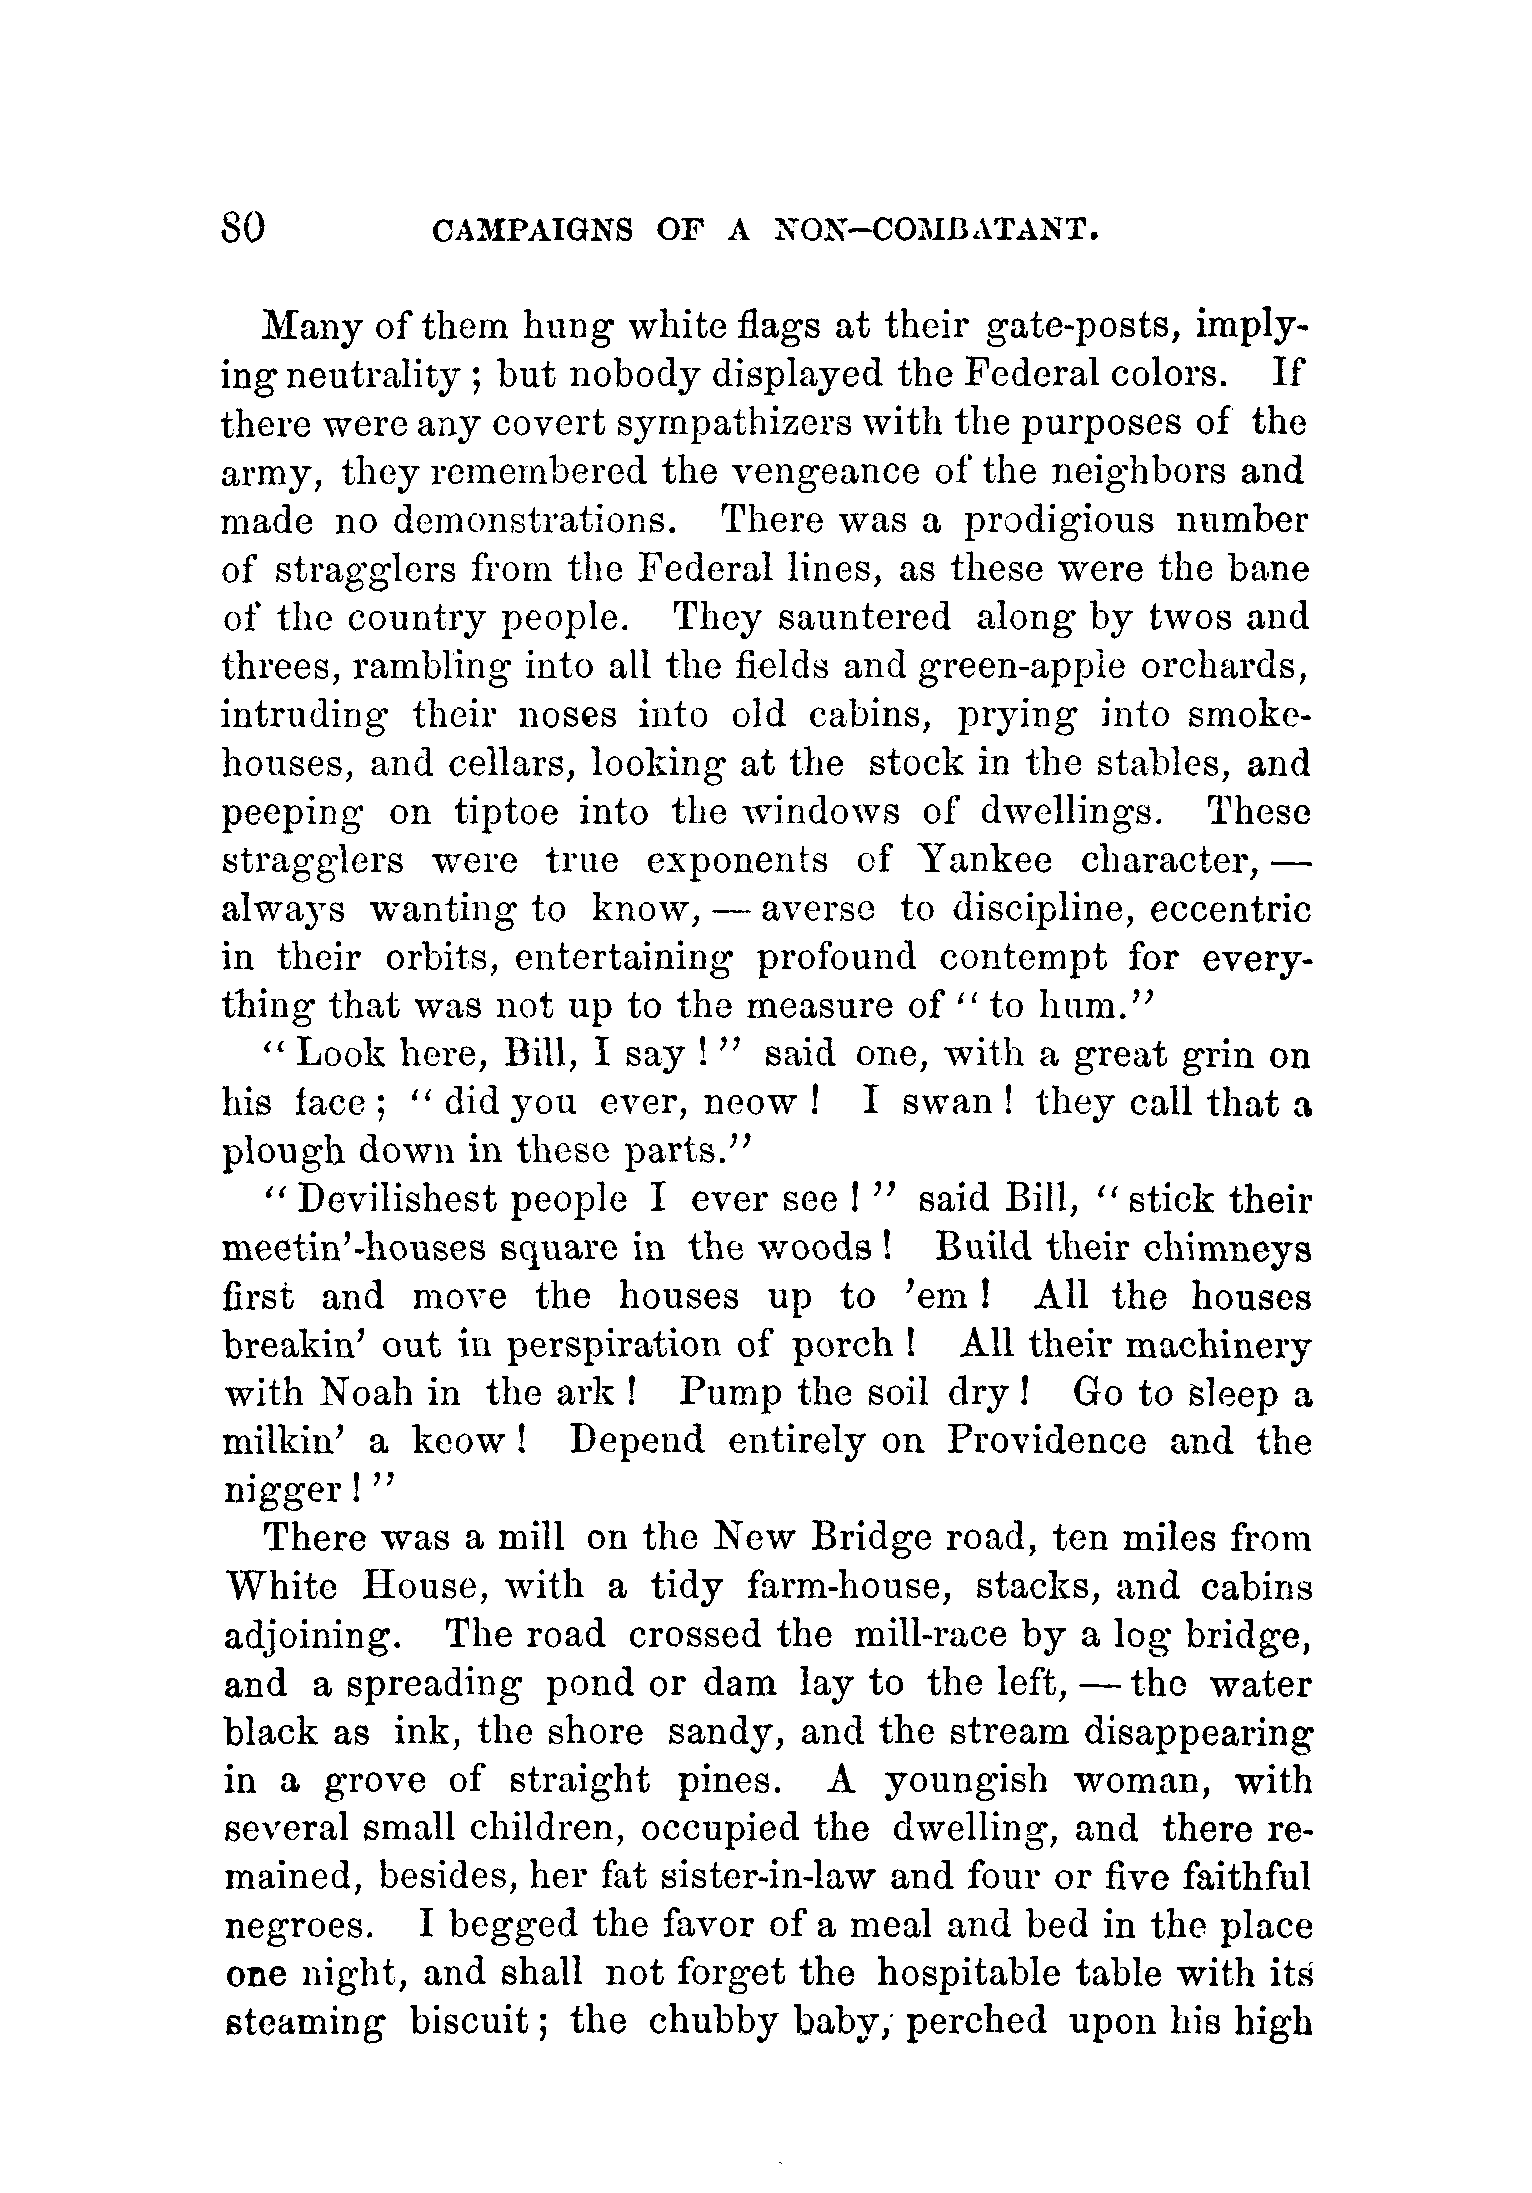 80 CAMPAIGNS OF A NON-COMBATANT.
Many of them hung white flags at their gate-posts, imply-
ing neutrality ; but nobody displayed the Federal colors. If
there were any covert sympathizers with the purposes of the
army, they remembered the vengeance of the neighbors and
made no demonstrations. There was a prodigious number
of stragglers from the Federal lines, as these were the bane
of the country people. They sauntered along by twos and
threes, rambling into all the fields and green-apple orchards,
intruding their noses into old cabins, prying into smoke-
houses, and cellars, looking at the stock in the stables, and
peeping on tiptoe into the windows of dwellings. These
stragglers were true exponents of Yankee character, —
always wanting to know, — averse to discipline, eccentric
in their orbits, entertaining profound contempt for every-
thing that was not up to the measure of “ to hum.”
“ Look here, Bill, I say ! ” said one, with a great grin on
his face ; “ did you ever, neow ! I swan ! they call that a
plough down in these parts.”
“ Devilishest people I ever see ! ” said Bill, “ stick their
meetin’-houses square in the woods ! Build their chimneys
first and move the houses up to ’em ! All the houses
breakin’ out in perspiration of porch ! All their machinery
with Noah in the ark ! Pump the soil dry ! Go to sleep a
milkin’ a keow ! Depend entirely on Providence and the
nigger ! ”
There was a mill on the New Bridge road, ten miles from
White House, with a tidy farm-house, stacks, and cabins
adjoining. The road crossed the mill-race by a log bridge,
and a spreading pond or dam lay to the left, — the water
black as ink, the shore sandy, and the stream disappearing
in a grove of straight pines. A youngish woman, with
several small children, occupied the dwelling, and there re-
mained, besides, her fat sister-in-law and four or five faithful
negroes. I begged the favor of a meal and bed in the place
one night, and shall not forget the hospitable table with its
steaming biscuit ; the chubby baby, perched upon his high